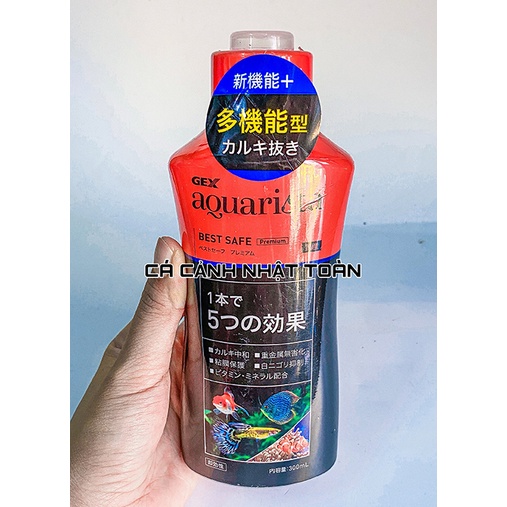 新機能+
多機能型
カルキ抜き
GEX
aquarista
BEST SAFE Premium
ベストセーフ プレミアム
CÁ CẢNH NHẬT TOÀN
1本で
5つの効果
カルキ中和 重金属無害化
粘膜保護 白ニゴリ抑制
ビタミン・ミネラル配合
内容量:300mL